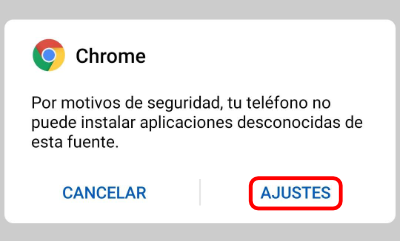 Chrome
Por motivos de seguridad, tu teléfono no
puede instalar aplicaciones desconocidas de
esta fuente.
CANCELAR
AJUSTES